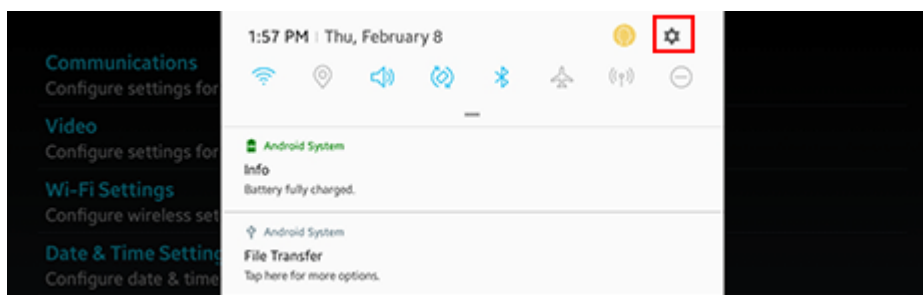 1:57 PM | Thu, February 8
Communications
Configure settings for
Video
Configure settings for
Wi-Fi Settings
Configure wireless set
Date & Time Setting
Configure date & time
Android System
Info
Battery fully charged.
Android System
File Transfer
Tap here for more options.